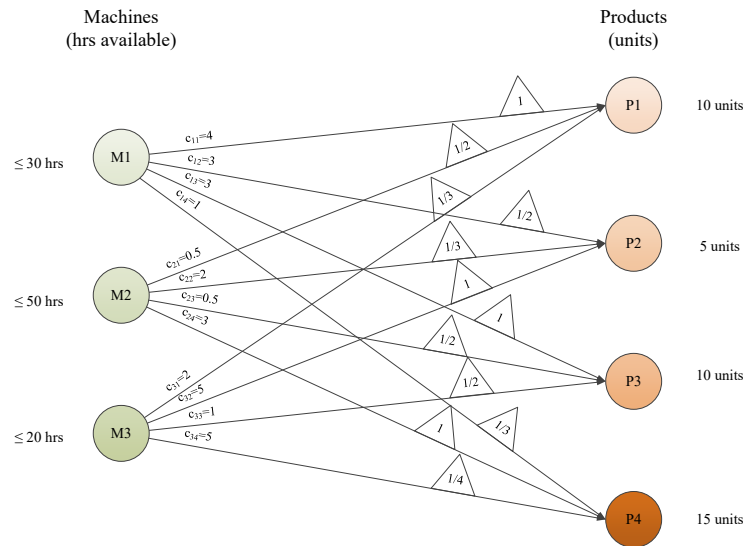 Machines
(hrs available)
Products
(units)
M1
M2
M3
≤ 30 hrs
≤ 50 hrs
≤ 20 hrs
c11=4
c12=3
c13=3
c14=1
c21=0.5
c22=2
c23=0.5
c24=3
c31=2
c32=5
c33=1
c34=5
1
1/2
1/3
1/2
1/3
1
1
1/2
1/2
1
1/3
1/4
P1
P2
P3
P4
10 units
5 units
10 units
15 units